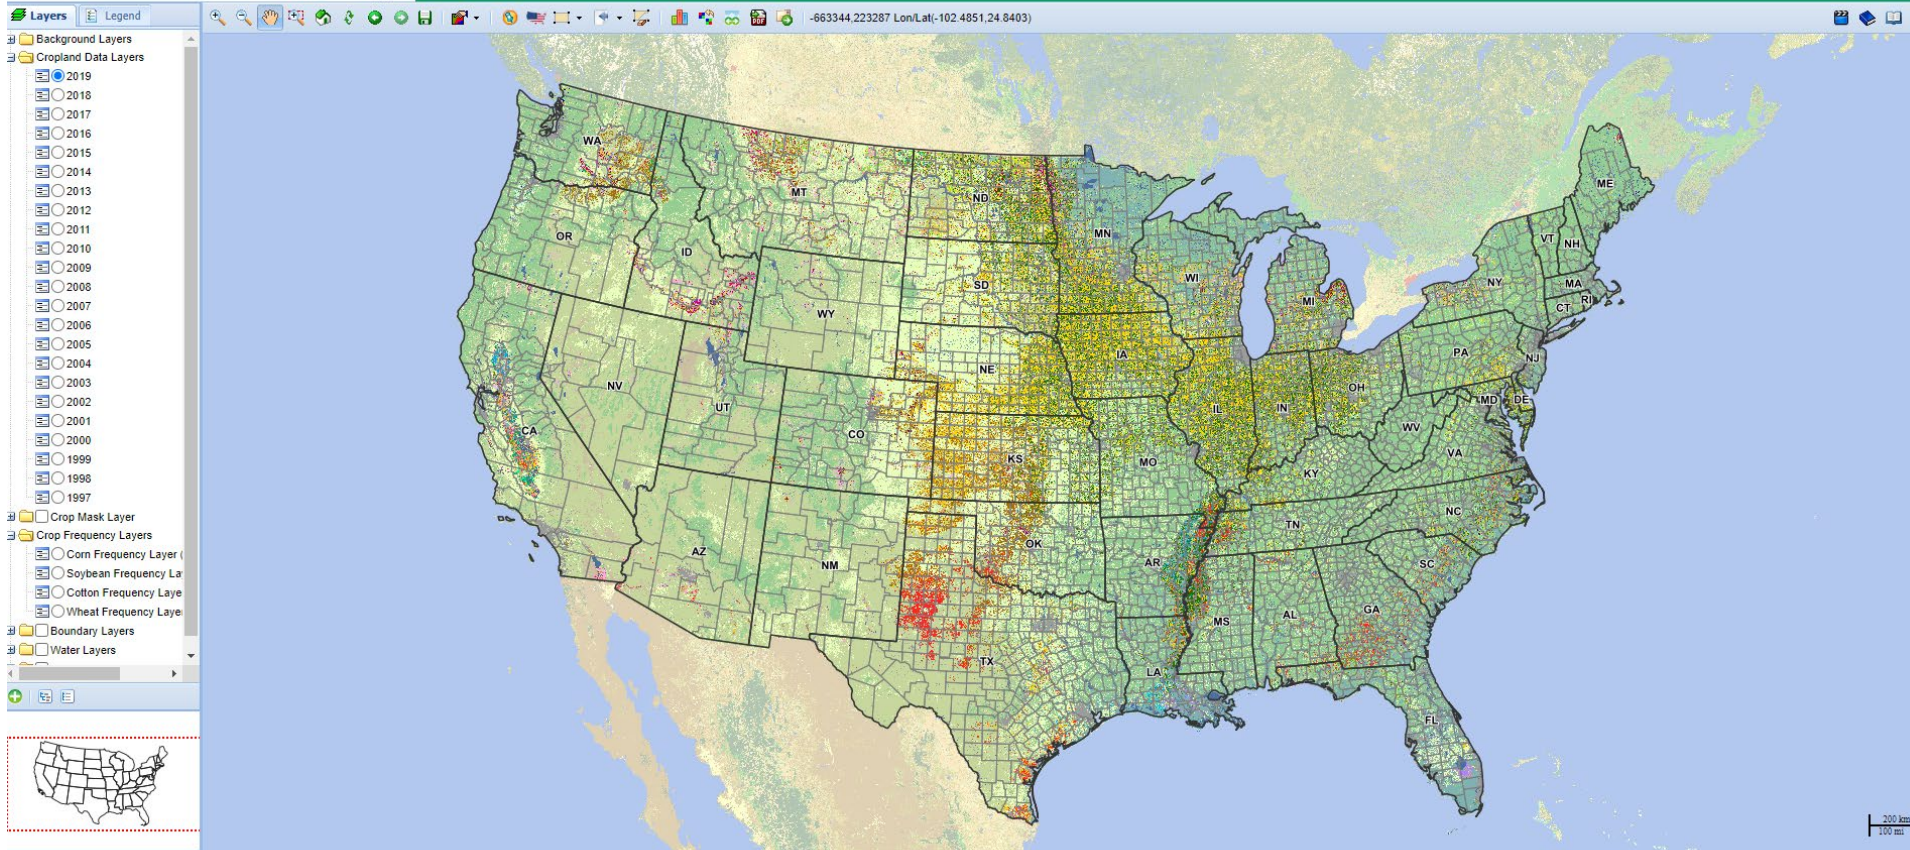 Layers
Legend
-663344,223287 Lon/Lat(-102.4851,24.8403)
Background Layers
Cropland Data Layers
2019
2018
2017
2016
2015
2014
2013
2012
2011
2010
2009
2008
2007
2006
2005
2004
2003
2002
2001
2000
1999
1998
1997
Crop Mask Layer
Crop Frequency Layers
Corn Frequency Layer (
Soybean Frequency La
Cotton Frequency Laye
Wheat Frequency Laye
Boundary Layers
Water Layers
WA
MT
ND
MN
ME
OR
ID
SD
WI
MI
NY
VT
NH
MA
CT
RI
WY
IA
NE
PA
NJ
NV
UT
CO
IL
IN
OH
MD
DE
CA
KS
MO
WV
VA
KY
NC
TN
AZ
NM
OK
AR
SC
MS
AL
GA
TX
LA
FL
PDF
200 km
100 mi